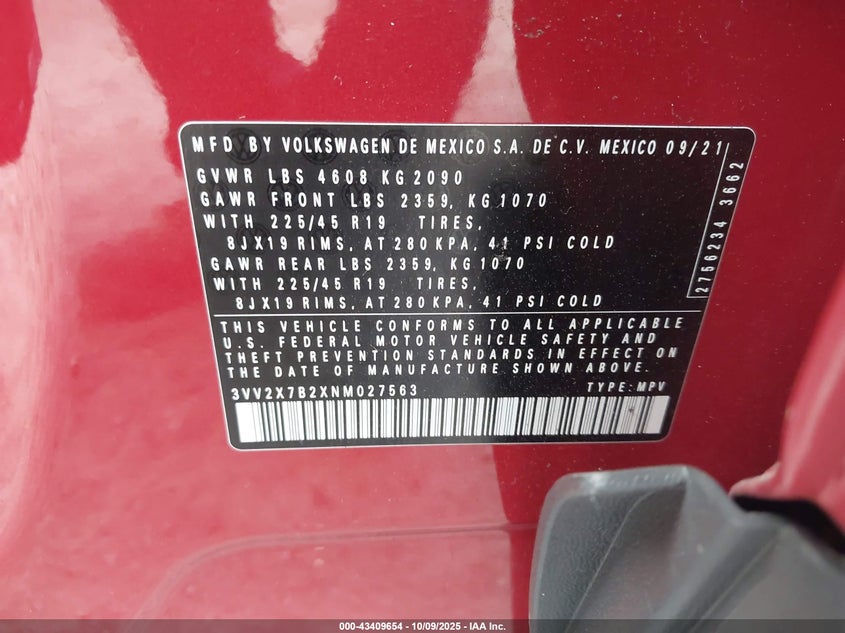 MFD BY VOLKSWAGEN DE MEXICO S.A. DE C.V. MEXICO 09/21
GVWR LBS 4608 KG 2090
GAWR FRONT LBS 2359, KG 1070
WITH 225/45 R19 TIRES,
8JX19 RIMS, AT 280 KPA, 41 PSI COLD
GAWR REAR LBS 2359, KG 1070
WITH 225/45 R19 TIRES,
8JX19 RIMS, AT 280 KPA, 41 PSI COLD
2756234 3662
THIS VEHICLE CONFORMS TO ALL APPLICABLE
U.S. FEDERAL MOTOR VEHICLE SAFETY AND
THEFT PREVENTION STANDARDS IN EFFECT ON
THE DATE OF MANUFACTURE SHOWN ABOVE.
3VV2X7B2XNM027563 TYPE: MPV
000-43409654 - 10/09/2025 - IAA Inc.